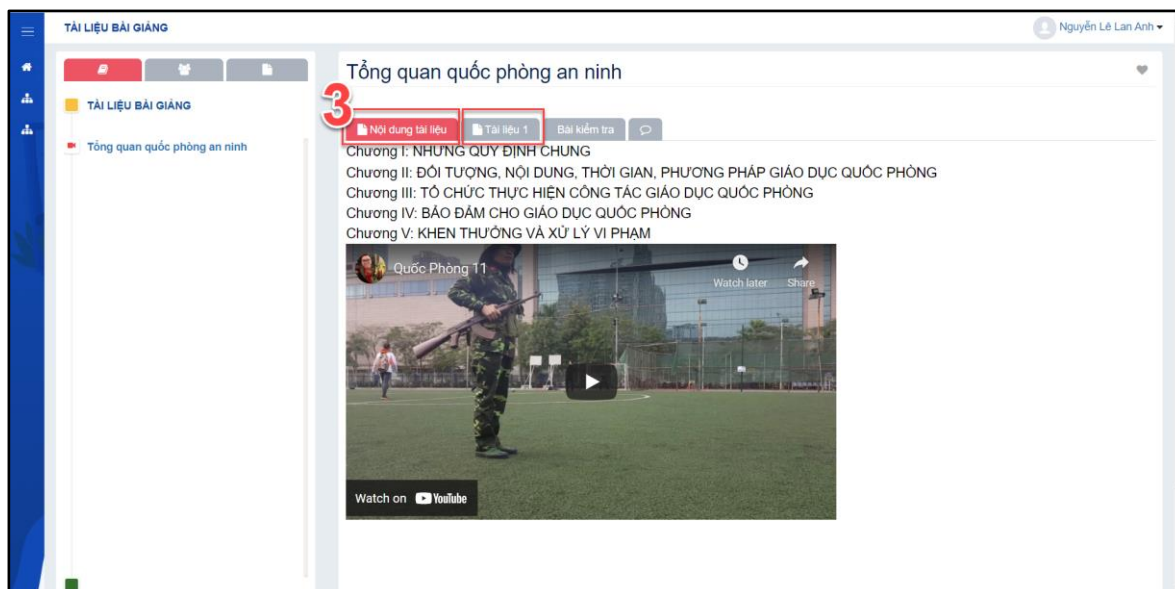 TÀI LIỆU BÀI GIẢNG
Nguyễn Lê Lan Anh
TÀI LIỆU BÀI GIẢNG
Tổng quan quốc phòng an ninh
Tổng quan quốc phòng an ninh
3
Nội dung tài liệu
Tài liệu 1
Bài kiểm tra
Chương I: NHỮNG QUY ĐỊNH CHUNG
Chương II: ĐỐI TƯỢNG, NỘI DUNG, THỜI GIAN, PHƯƠNG PHÁP GIÁO DỤC QUỐC PHÒNG
Chương III: TỔ CHỨC THỰC HIỆN CÔNG TÁC GIÁO DỤC QUỐC PHÒNG
Chương IV: BẢO ĐẢM CHO GIÁO DỤC QUỐC PHÒNG
Chương V: KHEN THƯỞNG VÀ XỬ LÝ VI PHẠM
Quốc Phòng 11
Watch later
Share
Watch on YouTube